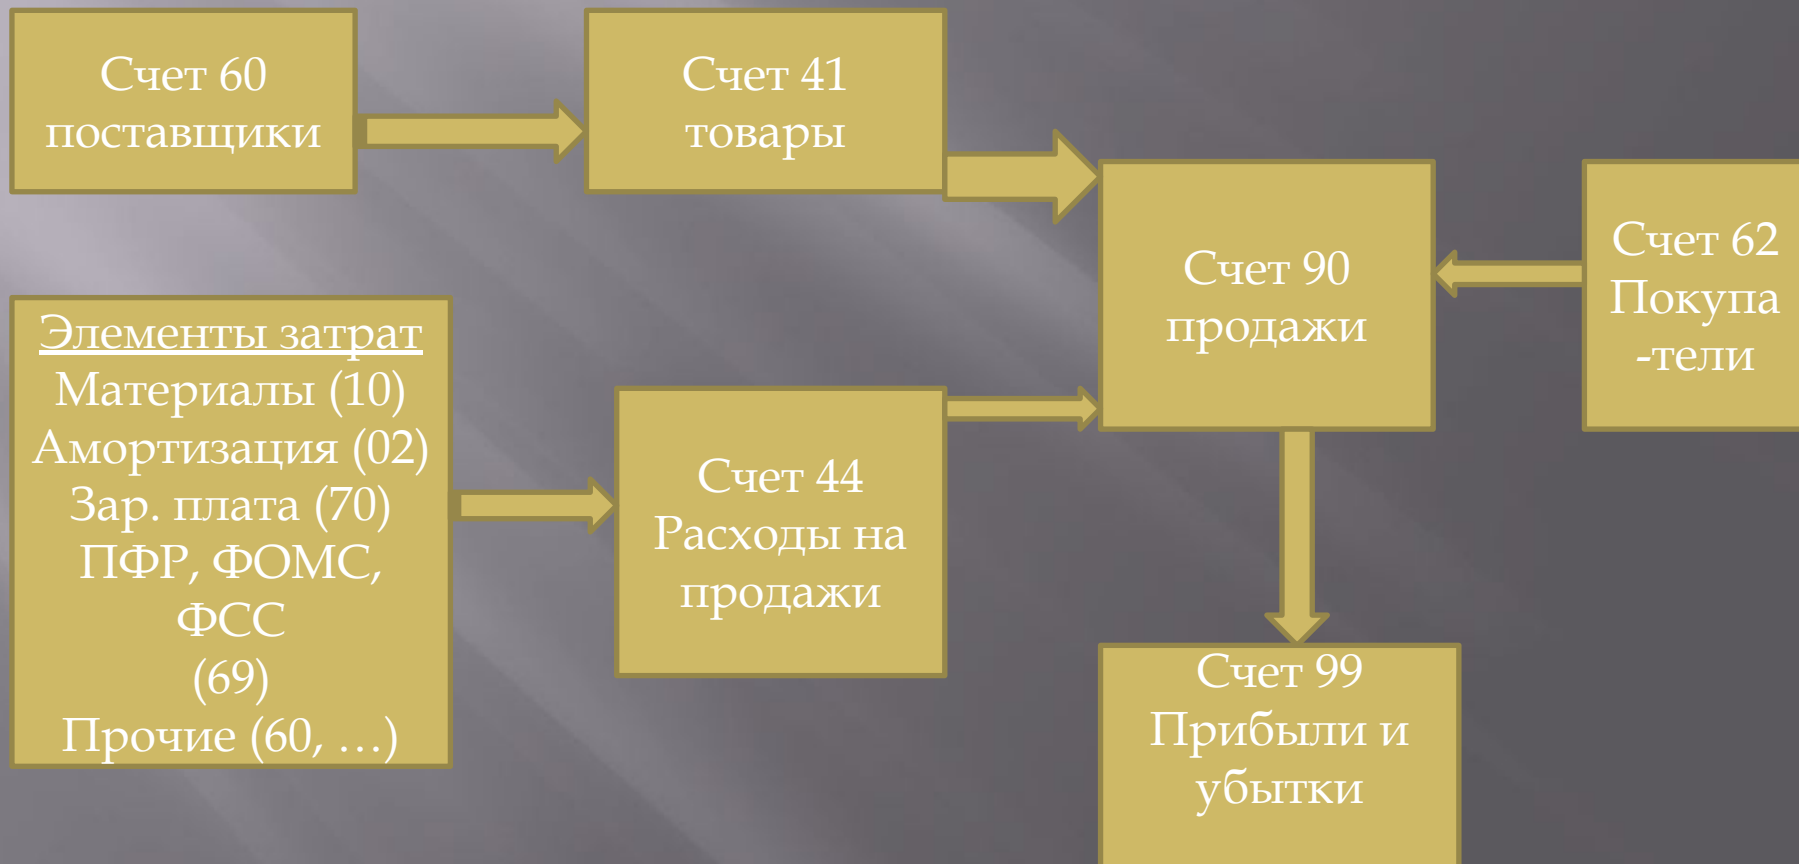 Счет 60
поставщики
Счет 41
товары
Счет 90
продажи
Счет 62
Покупа
-тели
Элементы затрат
Материалы (10)
Амортизация (02)
Зар. плата (70)
ПФР, ФОМС,
ФСС
(69)
Прочие (60, …)
Счет 44
Расходы на
продажи
Счет 99
Прибыли и
убытки